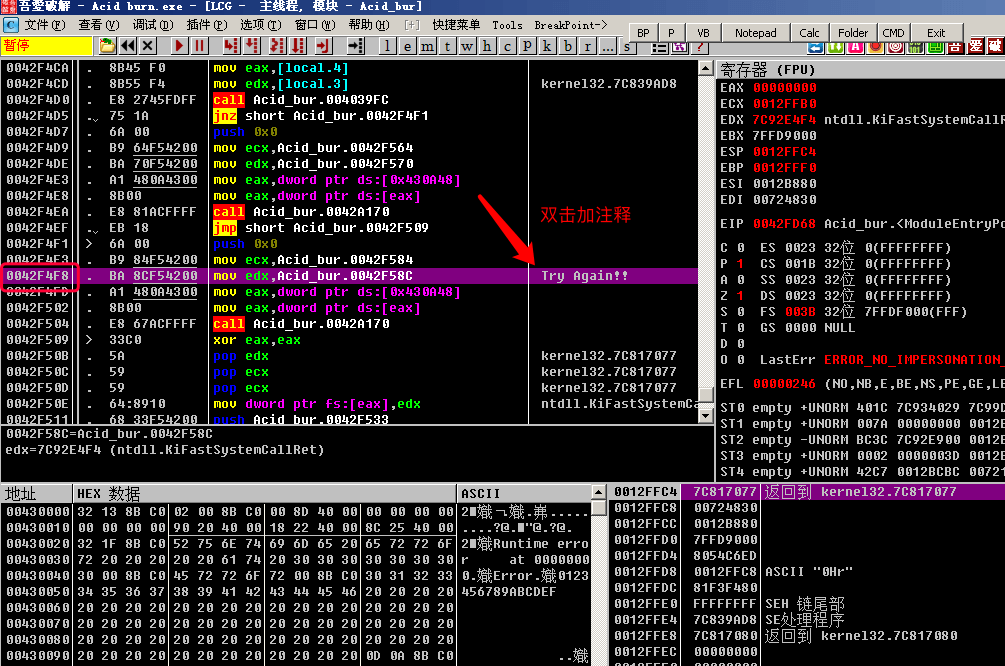 吾愛破解 - Acid burn.exe - [LCG - 主线程, 模块 - Acid_bur]
文件(F) 查看(V) 调试(D) 插件(P) 选项(T) 窗口(W) 帮助(H) [+] 快捷菜单 Tools BreakPoint->
BP P VB Notepad Calc Folder CMD Exit
暂停 l e m t w h c p k b r ... s
0042F4CA . 8B45 F0 mov eax,[local.4]
0042F4CD . 8B55 F4 mov edx,[local.3] kernel32.7C839AD8
0042F4D0 . E8 2745FDFF call Acid_bur.004039FC
0042F4D5 . 75 1A jnz short Acid_bur.0042F4F1
0042F4D7 . 6A 00 push 0x0
0042F4D9 . B9 64F54200 mov ecx,Acid_bur.0042F564
0042F4DE . BA 70F54200 mov edx,Acid_bur.0042F570
0042F4E3 . A1 480A4300 mov eax,dword ptr ds:[0x430A48]
0042F4E8 . 8B00 mov eax,dword ptr ds:[eax]
0042F4EA . E8 81ACFFFF call Acid_bur.0042A170
0042F4EF . EB 18 jmp short Acid_bur.0042F509
0042F4F1 > 6A 00 push 0x0
0042F4F3 . B9 84F54200 mov ecx,Acid_bur.0042F584
0042F4F8 . BA 8CF54200 mov edx,Acid_bur.0042F58C Try Again!!
0042F4FD . A1 480A4300 mov eax,dword ptr ds:[0x430A48]
0042F502 . 8B00 mov eax,dword ptr ds:[eax]
0042F504 . E8 67ACFFFF call Acid_bur.0042A170
0042F509 > 33C0 xor eax,eax
0042F50B . 5A pop edx kernel32.7C817077
0042F50C . 59 pop ecx kernel32.7C817077
0042F50D . 59 pop ecx kernel32.7C817077
0042F50E . 64:8910 mov dword ptr fs:[eax],edx ntdll.KiFastSystemCa
0042F511 . 68 33F54200 push Acid_bur.0042F533
双击加注释
0042F58C=Acid_bur.0042F58C
edx=7C92E4F4 (ntdll.KiFastSystemCallRet)
寄存器 (FPU)
EAX 00000000
ECX 0012FFB0
EDX 7C92E4F4 ntdll.KiFastSystemCall
EBX 7FFD9000
ESP 0012FFC4
EBP 0012FFF0
ESI 0012B880
EDI 00724830
EIP 0042FD68 Acid_bur.<ModuleEntryPo
C 0 ES 0023 32位 0(FFFFFFFF)
P 1 CS 001B 32位 0(FFFFFFFF)
A 0 SS 0023 32位 0(FFFFFFFF)
Z 1 DS 0023 32位 0(FFFFFFFF)
S 0 FS 003B 32位 7FFDF000(FFF)
T 0 GS 0000 NULL
D 0
O 0 LastErr ERROR_NO_IMPERSONATION_
EFL 00000246 (NO,NB,E,BE,NS,PE,GE,LE
ST0 empty +UNORM 401C 7C934029 7C99C
ST1 empty +UNORM 007A 00000000 0012E
ST2 empty -UNORM BC3C 7C92E900 0012E
ST3 empty +UNORM 0002 0000003D 0012E
ST4 empty +UNORM 42C7 0012BCBC 00721
地址 HEX 数据 ASCII
00430000 32 13 8B C0 02 00 8B C0 00 8D 40 00 00 00 00 00
00430010 00 00 00 00 90 20 40 00 18 22 40 00 8C 25 40 00
00430020 32 1F 8B C0 52 75 6E 74 69 6D 65 20 65 72 72 6F 2■嬂Runtime erro
00430030 72 20 20 20 20 20 61 74 20 30 30 30 30 30 30 30 r     at 0000000
00430040 30 00 8B C0 45 72 72 6F 72 00 8B C0 30 31 32 33 0.嬂Error.嬂0123
00430050 34 35 36 37 38 39 41 42 43 44 45 46 20 20 20 20 456789ABCDEF
00430060 20 20 20 20 20 20 20 20 20 20 20 20 20 20 20 20
00430070 20 20 20 20 20 20 20 20 20 20 20 20 20 20 20 20
00430080 20 20 20 20 20 20 20 20 20 20 20 20 20 20 20 20
00430090 20 20 20 20 20 20 20 20 20 20 20 20 0D 0A 8B C0 ..嬂
0012FFC4 7C817077 返回到 kernel32.7C817077
0012FFC8 00724830
0012FFCC 0012B880
0012FFD0 7FFD9000
0012FFD4 8054C6ED
0012FFD8 0012FFC8 ASCII "0Hr"
0012FFDC 81F3F480
0012FFE0 FFFFFFFF SEH 链尾部
0012FFE4 7C839AD8 SE处理程序
0012FFE8 7C817080 返回到 kernel32.7C817080
0012FFEC 00000000